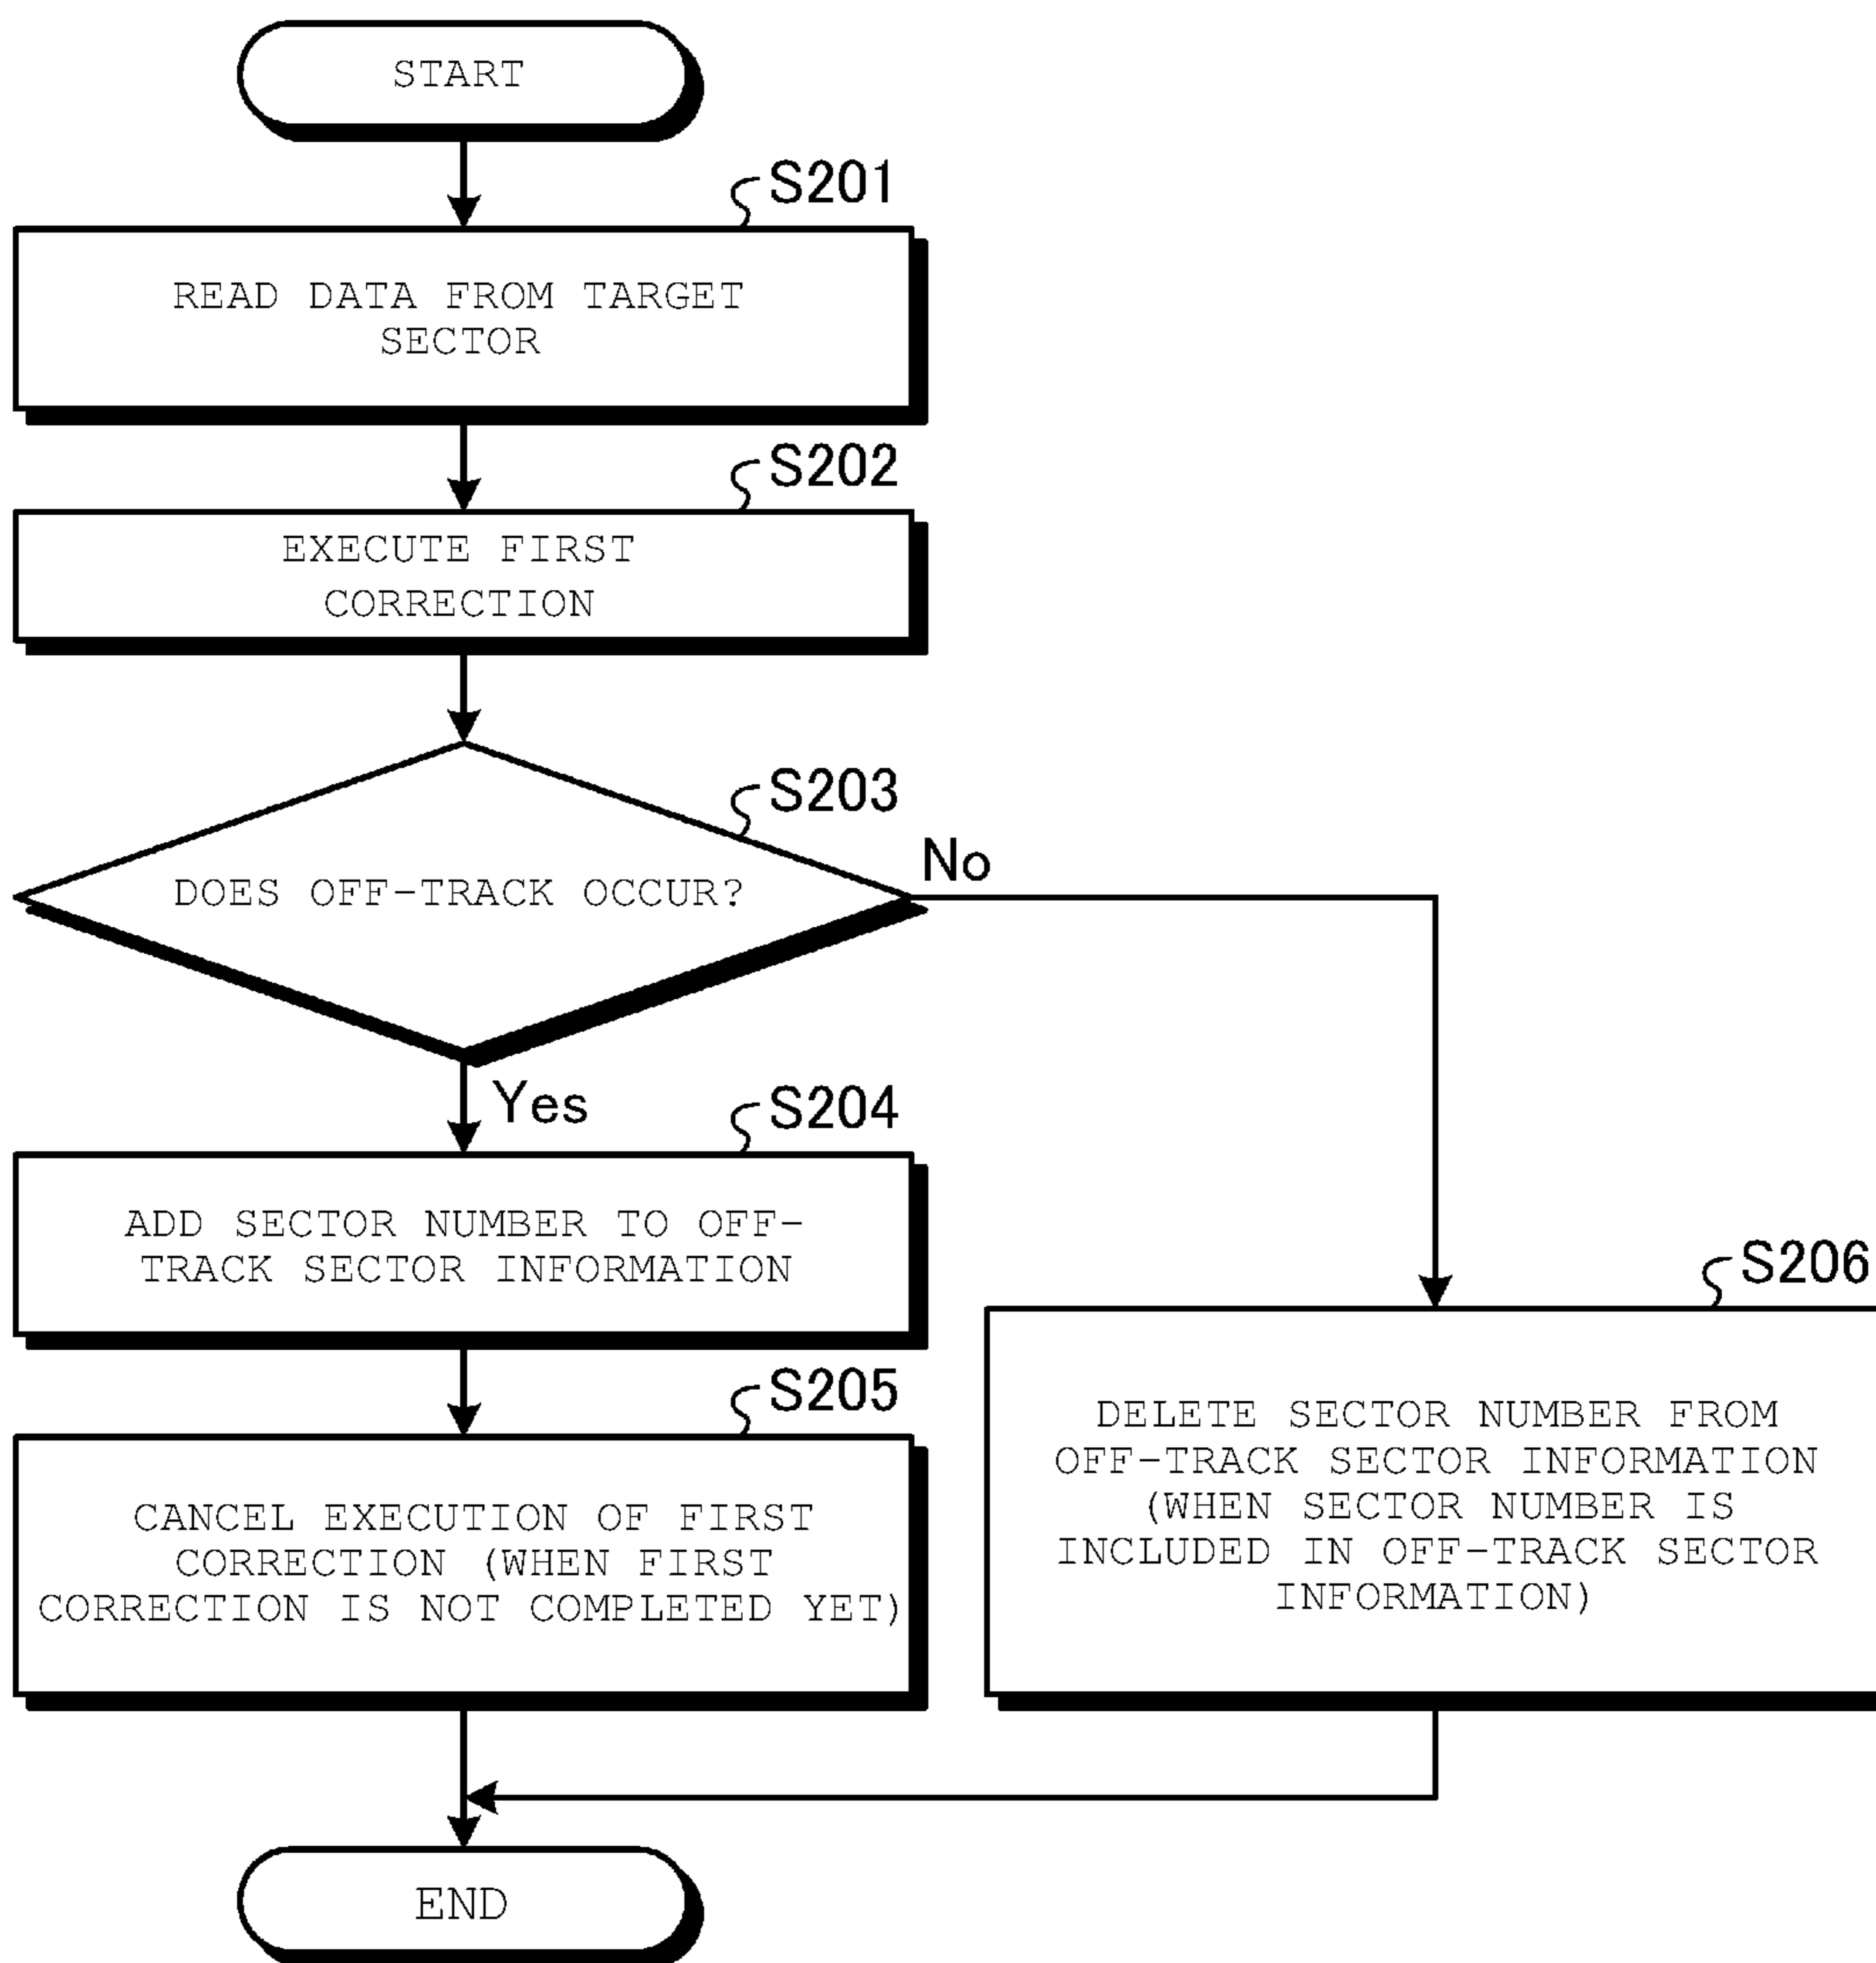 START
S201
READ DATA FROM TARGET
SECTOR
S202
EXECUTE FIRST
CORRECTION
S203
DOES OFF-TRACK OCCUR?
No
Yes
S204
ADD SECTOR NUMBER TO OFF-
TRACK SECTOR INFORMATION
S205
CANCEL EXECUTION OF FIRST
CORRECTION (WHEN FIRST
CORRECTION IS NOT COMPLETED YET)
S206
DELETE SECTOR NUMBER FROM
OFF-TRACK SECTOR INFORMATION
(WHEN SECTOR NUMBER IS
INCLUDED IN OFF-TRACK SECTOR
INFORMATION)
END